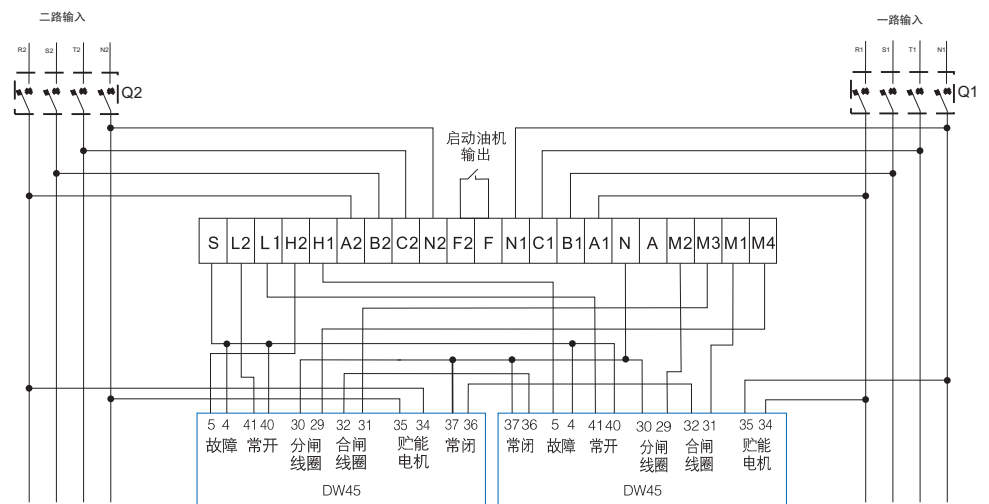 二路输入
一路输入
R2 S2 T2 N2
R1 S1 T1 N1
Q2
Q1
启动油机
输出
S L2 L1 H2 H1 A2 B2 C2 N2 F2 F N1 C1 B1 A1 N A M2 M3 M1 M4
5 4 41 40 30 29 32 31 35 34 37 36
故障 常开 分闸 合闸 贮能 常闭
线圈 线圈 电机
DW45
37 36 5 4 41 40 30 29 32 31 35 34
常闭 故障 常开 分闸 合闸 贮能
线圈 线圈 电机
DW45